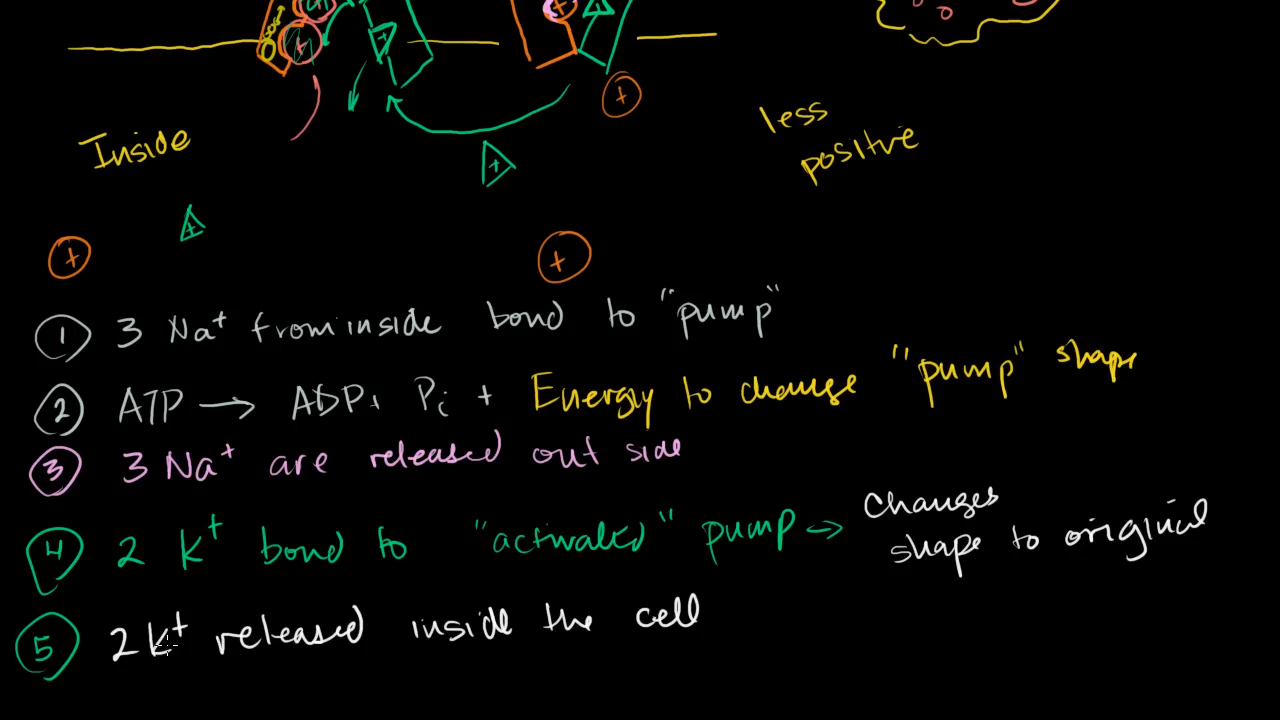 Inside
less
positive
1 3 Na+ from inside bond to "pump"
2 ATP → ADP + Pi + Energy to change "pump" shape
3 3 Na+ are released out side
4 2 K+ bond to "activated" pump → changes
shape to original
5 2 K+ released inside the cell